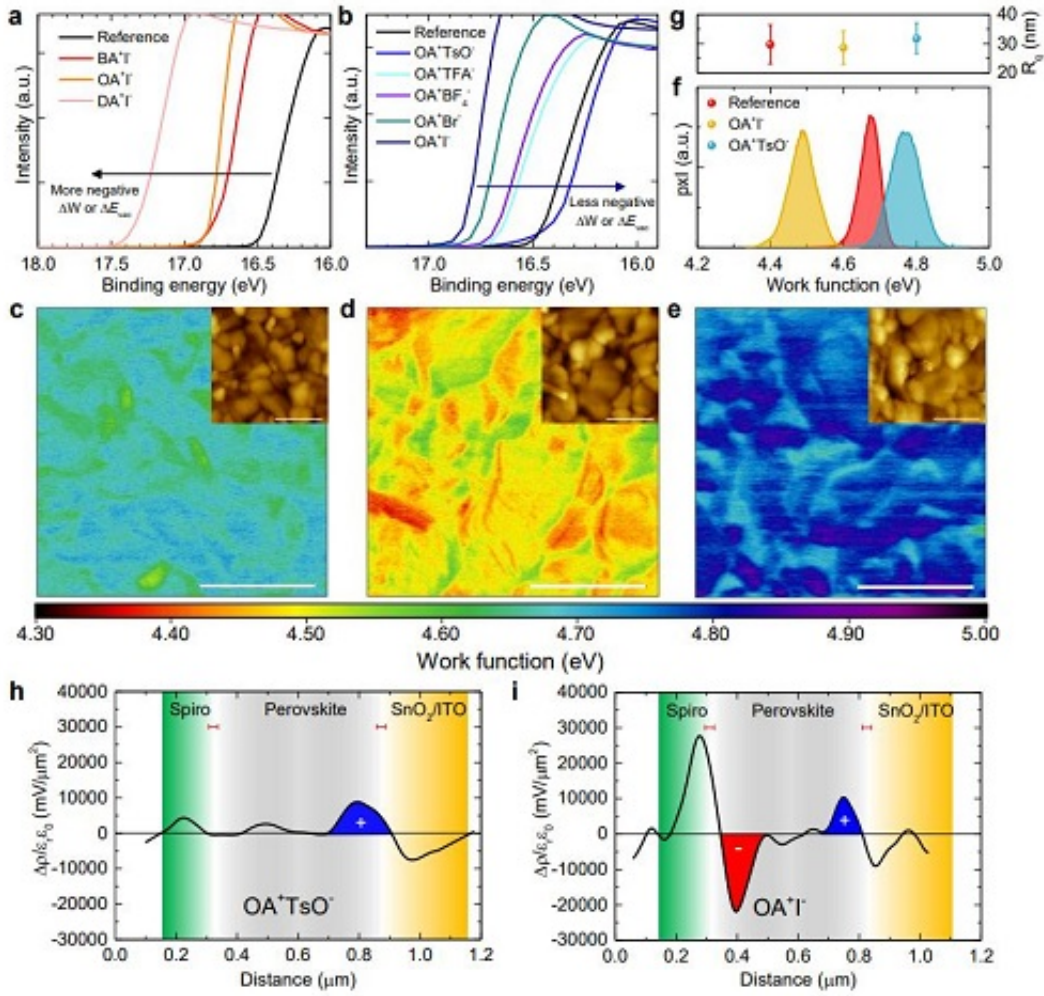 a
Intensity (a.u.)
Reference
BA⁺I⁻
OA⁺I⁻
DA⁺I⁻
More negative
ΔW or ΔE_vac
18.0 17.5 17.0 16.5 16.0
Binding energy (eV)
b
Intensity (a.u.)
Reference
OA⁺TsO⁻
OA⁺TFA⁻
OA⁺BF₄⁻
OA⁺Br⁻
OA⁺I⁻
Less negative
ΔW or ΔE_vac
17.0 16.5 16.0
Binding energy (eV)
g
40
30
20
R_q (nm)
f
pxl (a.u.)
Reference
OA⁺I⁻
OA⁺TsO⁻
4.2 4.4 4.6 4.8 5.0
Work function (eV)
c
d
e
4.30 4.40 4.50 4.60 4.70 4.80 4.90 5.00
Work function (eV)
h
Δρ/ε_rε₀ (mV/μm²)
40000
30000
20000
10000
0
-10000
-20000
-30000
Spiro Perovskite SnO₂/ITO
+
OA⁺TsO⁻
0.0 0.2 0.4 0.6 0.8 1.0 1.2
Distance (μm)
i
Δρ/ε_rε₀ (mV/μm²)
40000
30000
20000
10000
0
-10000
-20000
-30000
Spiro Perovskite SnO₂/ITO
- +
OA⁺I⁻
0.0 0.2 0.4 0.6 0.8 1.0 1.2
Distance (μm)